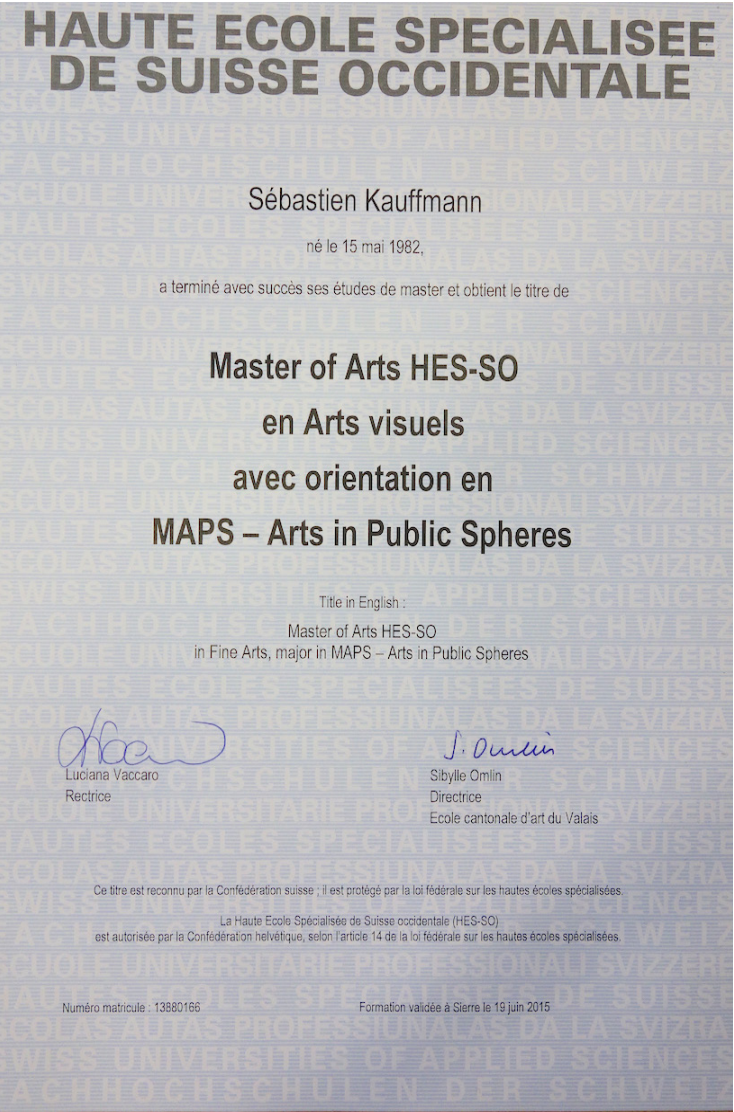 HAUTE ECOLE SPECIALISEE
DE SUISSE OCCIDENTALE
Sébastien Kauffmann
né le 15 mai 1982,
a terminé avec succès ses études de master et obtient le titre de
Master of Arts HES-SO
en Arts visuels
avec orientation en
MAPS – Arts in Public Spheres
Title in English :
Master of Arts HES-SO
in Fine Arts, major in MAPS – Arts in Public Spheres
S. Omlin
Luciana Vaccaro
Rectrice
Sibylle Omlin
Directrice
Ecole cantonale d'art du Valais
Ce titre est reconnu par la Confédération suisse ; il est protégé par la loi fédérale sur les hautes écoles spécialisées.
La Haute Ecole Spécialisée de Suisse occidentale (HES-SO)
est autorisée par la Confédération helvétique, selon l'article 14 de la loi fédérale sur les hautes écoles spécialisées.
Numéro matricule : 13880166
Formation validée à Sierre le 19 juin 2015